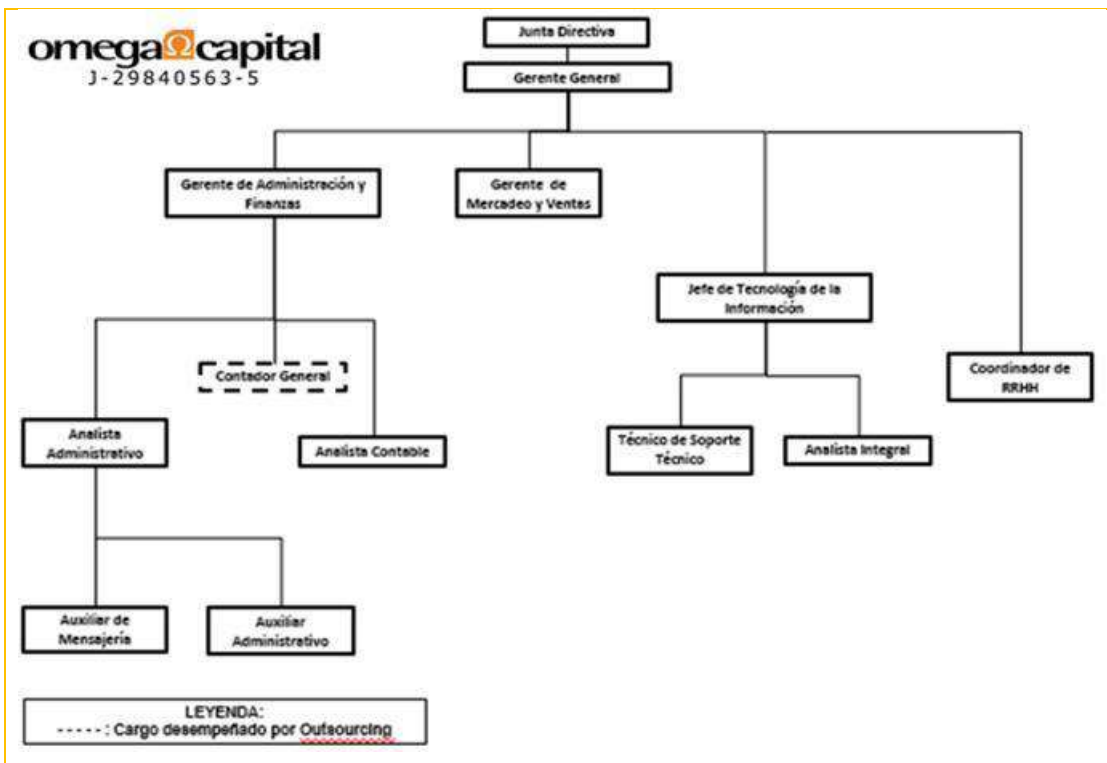 omega Ω capital
J-29840563-5
Junta Directiva
Gerente General
Gerente de Administración y
Finanzas
Gerente de
Mercadeo y Ventas
Jefe de Tecnología de la
Información
Coordinador de
RRHH
Contador General
Analista
Administrativo
Analista Contable
Técnico de Soporte
Técnico
Analista Integral
Auxiliar de
Mensajería
Auxiliar
Administrativo
LEYENDA:
- - - - - : Cargo desempeñado por Outsourcing